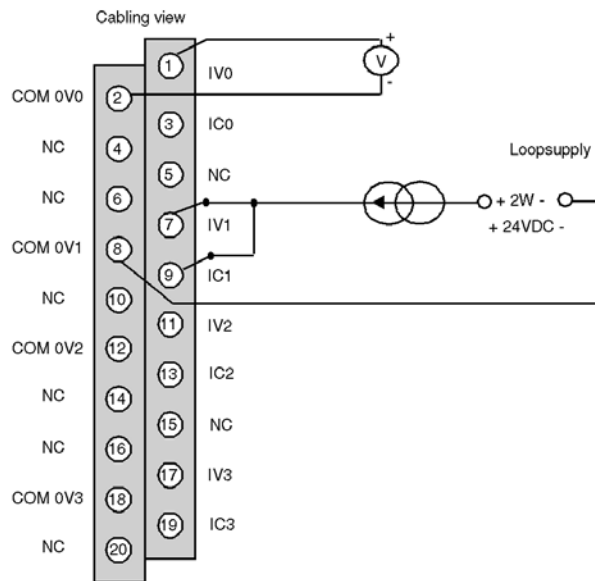 Cabling view
+
1
V
IV0
-
COM 0V0
2
3
IC0
NC
4
5
NC
Loopsupply
NC
6
7
IV1
+ 2W -
+ 24VDC -
COM 0V1
8
9
IC1
NC
10
11
IV2
COM 0V2
12
13
IC2
NC
14
15
NC
NC
16
17
IV3
COM 0V3
18
19
IC3
NC
20